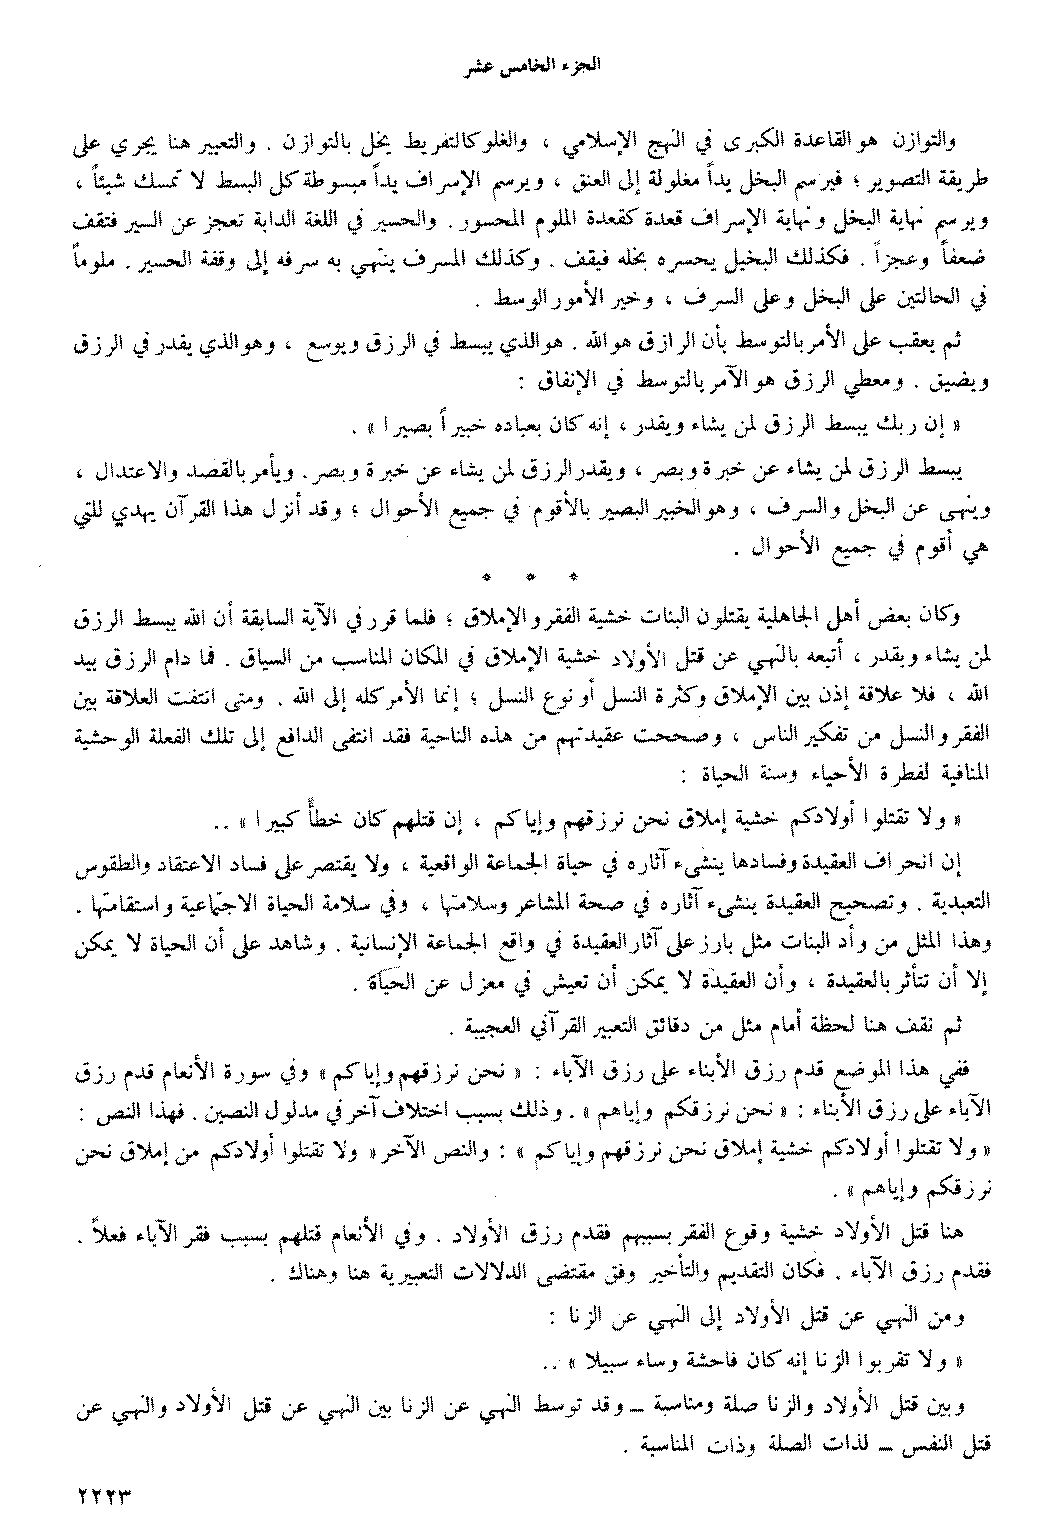 الجزء الخامس عشر
والتوازن هو القاعدة الكبرى في النهج الإسلامي ، والغلو كالتفريط يخل بالتوازن . والتعبير هنا يجري على
طريقة التصوير ؛ فيرسم البخل يداً مغلولة إلى العنق ، ويرسم الإسراف يداً مبسوطة كل البسط لا تمسك شيئاً ،
ويرسم نهاية البخل ونهاية الإسراف قعدة كقعدة الملوم المحسور . والحسير في اللغة الدابة تعجز عن السير فتقف
ضعفاً وعجزاً . فكذلك البخيل يحسره بخله فيقف . وكذلك المسرف ينتهي به سرفه إلى وقفة الحسير . ملوماً
في الحالتين على البخل وعلى السرف ، وخير الأمور الوسط .
ثم يعقب على الأمر بالتوسط بأن الرازق هو الله . هو الذي يبسط في الرزق ويوسع ، وهو الذي يقدر في الرزق
ويضيق . ومعطي الرزق هو الآمر بالتوسط في الإنفاق :
« إن ربك يبسط الرزق لمن يشاء ويقدر ، إنه كان بعباده خبيراً بصيرا » .
يبسط الرزق لمن يشاء عن خبرة وبصر ، ويقدر الرزق لمن يشاء عن خبرة وبصر . ويأمر بالقصد والاعتدال ،
وينهى عن البخل والسرف ، وهو الخبير البصير بالأقوم في جميع الأحوال ؛ وقد أنزل هذا القرآن يهدي للتي
هي أقوم في جميع الأحوال .
* * *
وكان بعض أهل الجاهلية يقتلون البنات خشية الفقر والإملاق ؛ فلما قرر في الآية السابقة أن الله يبسط الرزق
لمن يشاء ويقدر ، أتبعه بالنهي عن قتل الأولاد خشية الإملاق في المكان المناسب من السياق . فما دام الرزق بيد
الله ، فلا علاقة إذن بين الإملاق وكثرة النسل أو نوع النسل ؛ إنما الأمر كله إلى الله . ومتى انتفت العلاقة بين
الفقر والنسل من تفكير الناس ، وصححت عقيدتهم من هذه الناحية فقد انتفى الدافع إلى تلك الفعلة الوحشية
المنافية لفطرة الأحياء وسنة الحياة :
« ولا تقتلوا أولادكم خشية إملاق نحن نرزقهم وإياكم ، إن قتلهم كان خطأً كبيرا » ..
إن انحراف العقيدة وفسادها ينشىء آثاره في حياة الجماعة الواقعية ، ولا يقتصر على فساد الاعتقاد والطقوس
التعبدية . وتصحيح العقيدة ينشىء آثاره في صحة المشاعر وسلامتها ، وفي سلامة الحياة الاجتماعية واستقامتها .
وهذا المثل من وأد البنات مثل بارز على آثار العقيدة في واقع الجماعة الإنسانية . وشاهد على أن الحياة لا يمكن
إلا أن تتأثر بالعقيدة ، وأن العقيدة لا يمكن أن تعيش في معزل عن الحياة .
ثم نقف هنا لحظة أمام مثل من دقائق التعبير القرآني العجيبة .
ففي هذا الموضع قدم رزق الأبناء على رزق الآباء : « نحن نرزقهم وإياكم » وفي سورة الأنعام قدم رزق
الآباء على رزق الأبناء : « نحن نرزقكم وإياهم » . وذلك بسبب اختلاف آخر في مدلول النصين . فهذا النص :
« ولا تقتلوا أولادكم خشية إملاق نحن نرزقهم وإياكم » : والنص الآخر « ولا تقتلوا أولادكم من إملاق نحن
نرزقكم وإياهم » .
هنا قتل الأولاد خشية وقوع الفقر بسببهم فقدم رزق الأولاد . وفي الأنعام قتلهم بسبب فقر الآباء فعلاً .
فقدم رزق الآباء . فكان التقديم والتأخير وفق مقتضى الدلالات التعبيرية هنا وهناك .
ومن النهي عن قتل الأولاد إلى النهي عن الزنا :
« ولا تقربوا الزنا إنه كان فاحشة وساء سبيلا » ..
وبين قتل الأولاد والزنا صلة ومناسبة – وقد توسط النهي عن الزنا بين النهي عن قتل الأولاد والنهي عن
قتل النفس – لذات الصلة وذات المناسبة .
٢٢٢٣